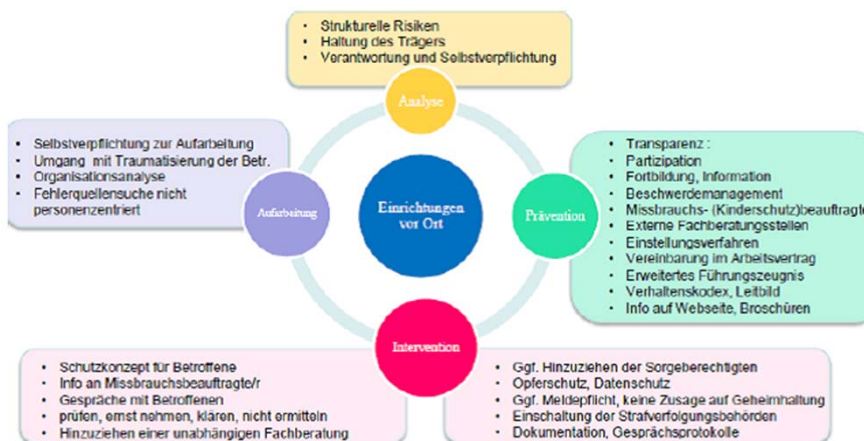 Strukturelle Risiken
Haltung des Trägers
Verantwortung und Selbstverpflichtung
Analyse
Selbstverpflichtung zur Aufarbeitung
Umgang mit Traumatisierung der Betr.
Organisationsanalyse
Fehlerquellensuche nicht
personenzentriert
Aufarbeitung
Einrichtungen
vor Ort
Prävention
Transparenz :
Partizipation
Fortbildung, Information
Beschwerdemanagement
Missbrauchs- (Kinderschutz)beauftragte
Externe Fachberatungsstellen
Einstellungsverfahren
Vereinbarung im Arbeitsvertrag
Erweitertes Führungszeugnis
Verhaltenskodex, Leitbild
Info auf Webseite, Broschüren
Intervention
Schutzkonzept für Betroffene
Info an Missbrauchsbeauftragte/r
Gespräche mit Betroffenen
prüfen, ernst nehmen, klären, nicht ermitteln
Hinzuziehen einer unabhängigen Fachberatung
Ggf. Hinzuziehen der Sorgeberechtigten
Opferschutz, Datenschutz
Ggf. Meldepflicht, keine Zusage auf Geheimhaltung
Einschaltung der Strafverfolgungsbehörden
Dokumentation, Gesprächsprotokolle